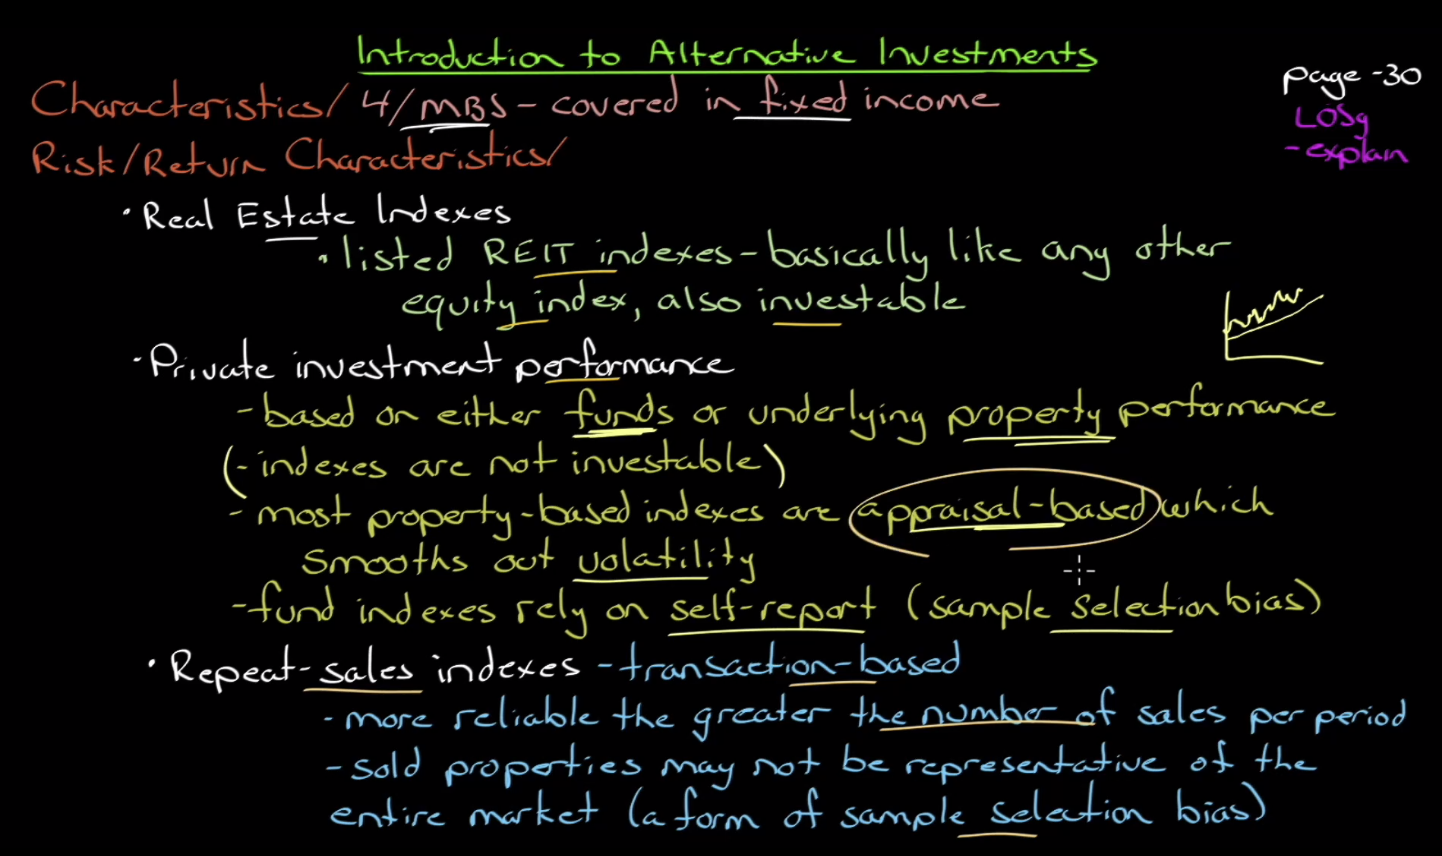 Introduction to Alternative Investments
page -30
LOSg
- explain
Characteristics/ 4/MBS - covered in fixed income
Risk/Return Characteristics/
· Real Estate Indexes
· listed REIT indexes - basically like any other
equity index, also investable
· Private investment performance
- based on either funds or underlying property performance
(- indexes are not investable)
- most property-based indexes are appraisal-based which
smooths out volatility
- fund indexes rely on self-report (sample selection bias)
· Repeat-sales indexes - transaction-based
- more reliable the greater the number of sales per period
- sold properties may not be representative of the
entire market (a form of sample selection bias)